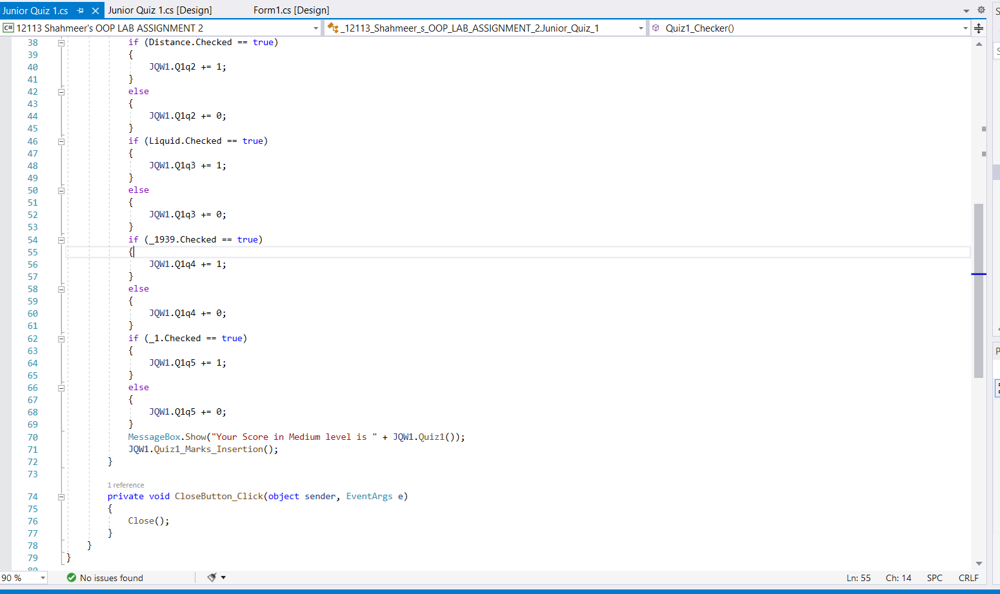 Junior Quiz 1.cs Junior Quiz 1.cs [Design] Form1.cs [Design]
C# 12113 Shahmeer's OOP LAB ASSIGNMENT 2 _12113_Shahmeer_s_OOP_LAB_ASSIGNMENT_2.Junior_Quiz_1 Quiz1_Checker()
38 if (Distance.Checked == true)
39 {
40 JQW1.Q1q2 += 1;
41 }
42 else
43 {
44 JQW1.Q1q2 += 0;
45 }
46 if (Liquid.Checked == true)
47 {
48 JQW1.Q1q3 += 1;
49 }
50 else
51 {
52 JQW1.Q1q3 += 0;
53 }
54 if (_1939.Checked == true)
55 {
56 JQW1.Q1q4 += 1;
57 }
58 else
59 {
60 JQW1.Q1q4 += 0;
61 }
62 if (_1.Checked == true)
63 {
64 JQW1.Q1q5 += 1;
65 }
66 else
67 {
68 JQW1.Q1q5 += 0;
69 }
70 MessageBox.Show("Your Score in Medium level is " + JQW1.Quiz1());
71 JQW1.Quiz1_Marks_Insertion();
72 }
73
1 reference
74 private void CloseButton_Click(object sender, EventArgs e)
75 {
76 Close();
77 }
78 }
79 }
90 % No issues found Ln: 55 Ch: 14 SPC CRLF